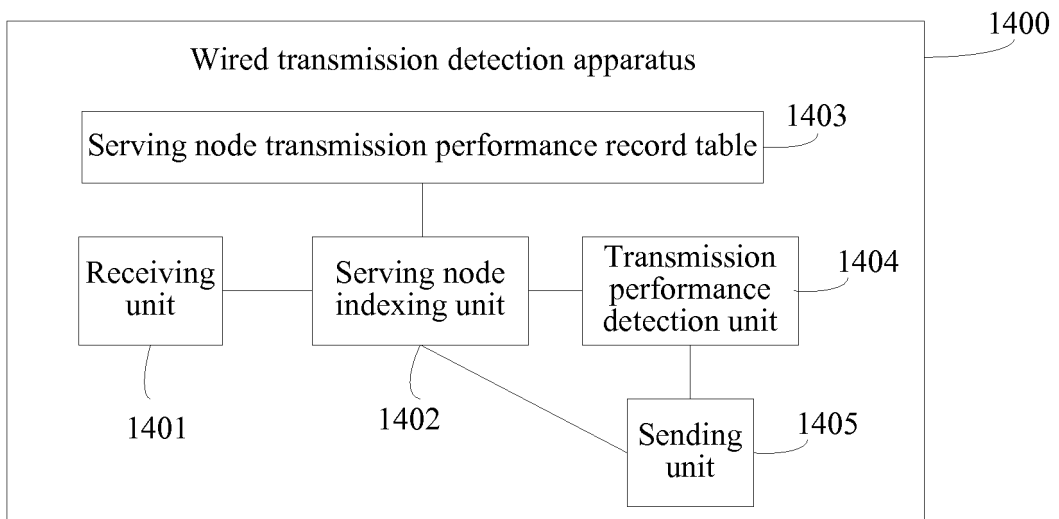 1400
Wired transmission detection apparatus
1403
Serving node transmission performance record table
Receiving
unit
Serving node
indexing unit
Transmission
performance
detection unit
1404
1401
1402
Sending
unit
1405